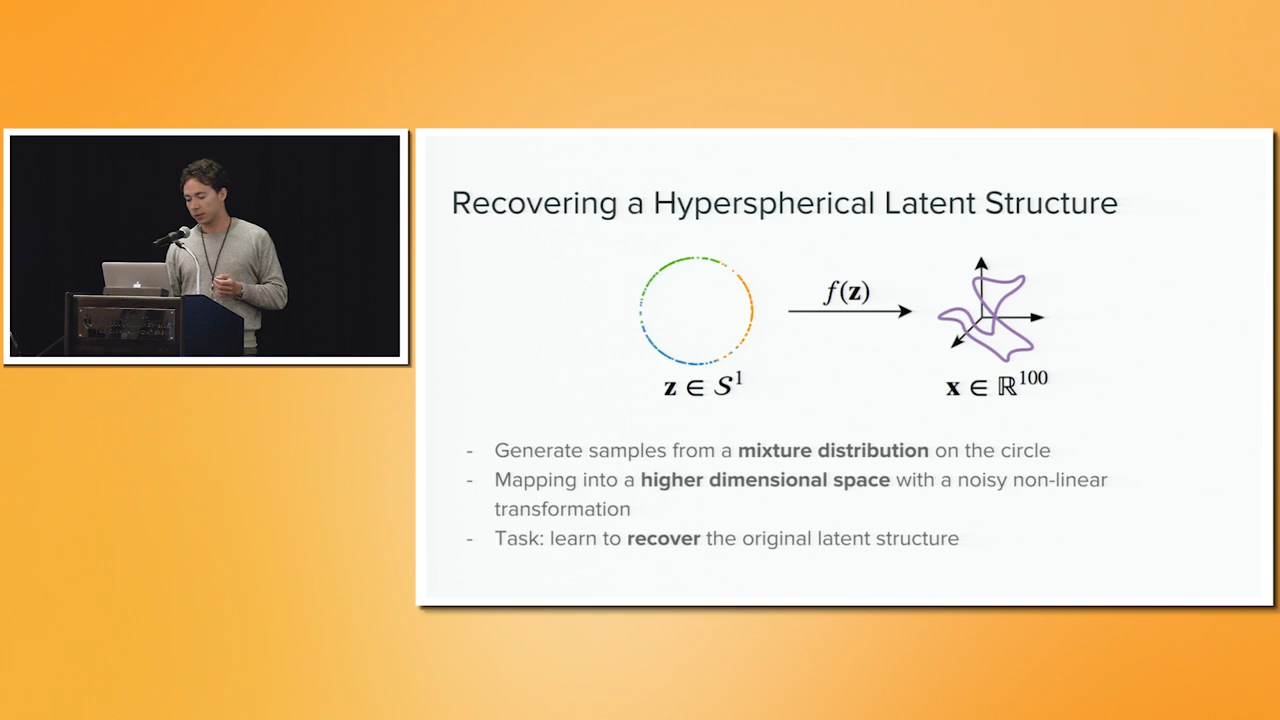 Recovering a Hyperspherical Latent Structure
f(z)
z ∈ S¹
x ∈ ℝ¹⁰⁰
- Generate samples from a mixture distribution on the circle
- Mapping into a higher dimensional space with a noisy non-linear
transformation
- Task: learn to recover the original latent structure